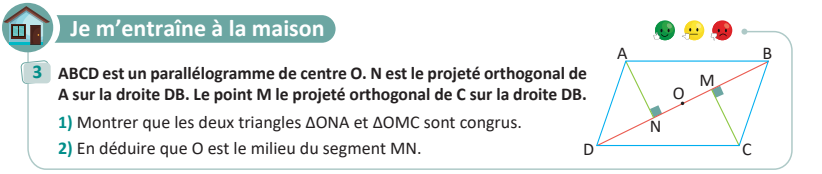 Je m’entraîne à la maison
3 ABCD est un parallélogramme de centre O. N est le projeté orthogonal de
A sur la droite DB. Le point M le projeté orthogonal de C sur la droite DB.
1) Montrer que les deux triangles ΔONA et ΔOMC sont congrus.
2) En déduire que O est le milieu du segment MN.
A B
M
O
N
D C